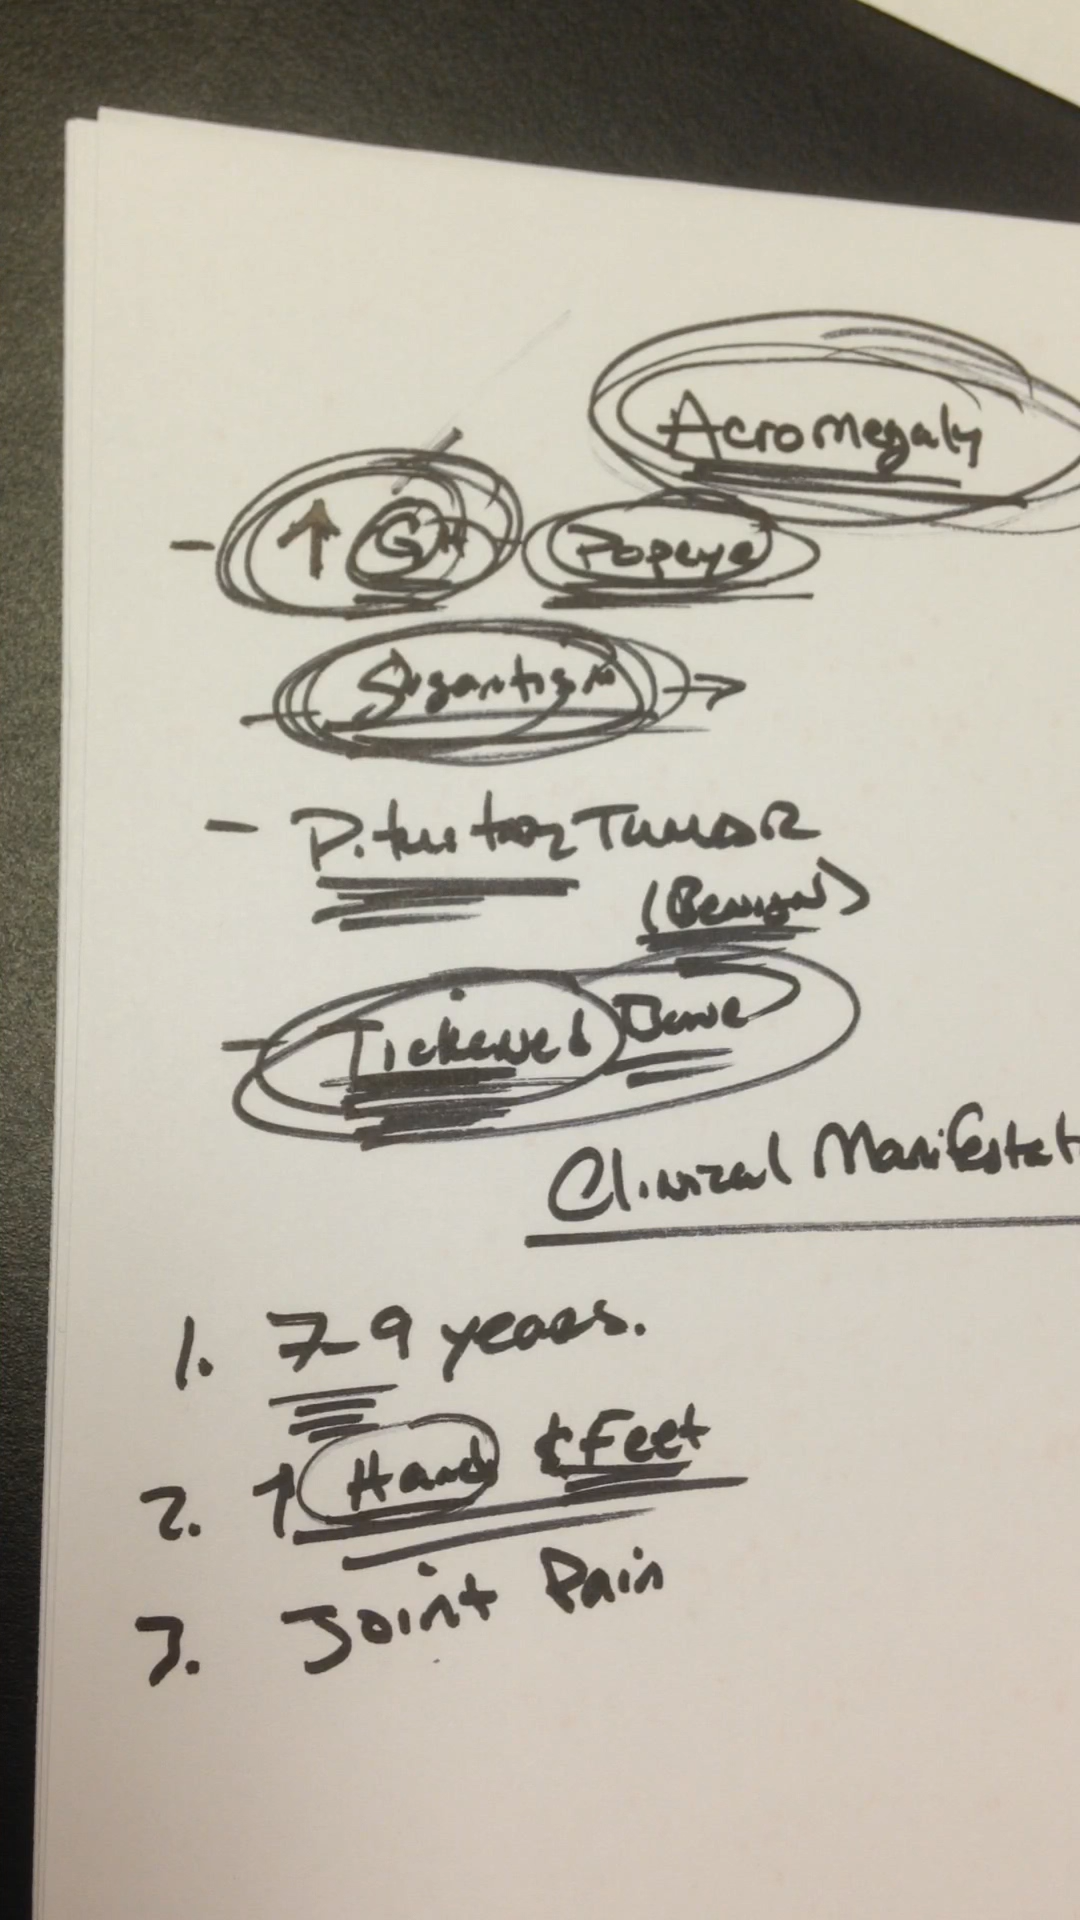 AcroMegaly
- ↑ GH - Popeye
- Gigantism →
- Pituitary Tumor
(Benign)
- Tickened Bone
Clinical Manifestat
1. 7-9 years.
2. ↑ Hands & Feet
3. Joint Pain